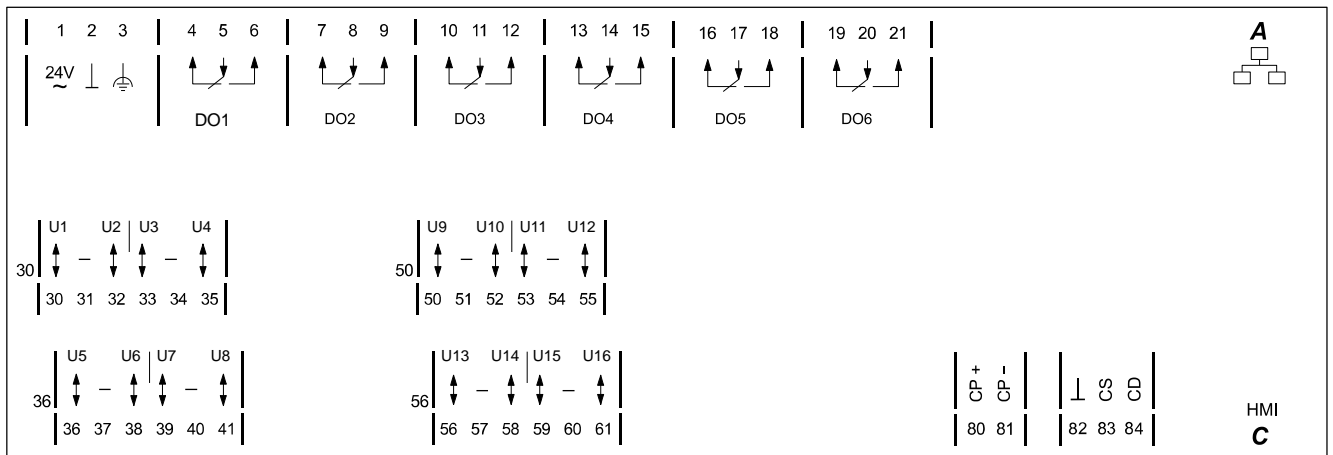 1 2 3 4 5 6 7 8 9 10 11 12 13 14 15 16 17 18 19 20 21 A
24V
~
DO1 DO2 DO3 DO4 DO5 DO6
U1 U2 U3 U4 U9 U10 U11 U12
– – – –
30 50
30 31 32 33 34 35 50 51 52 53 54 55
U5 U6 U7 U8 U13 U14 U15 U16 CP + CP – CS CD
– – – –
36 56
HMI
36 37 38 39 40 41 56 57 58 59 60 61 80 81 82 83 84 C